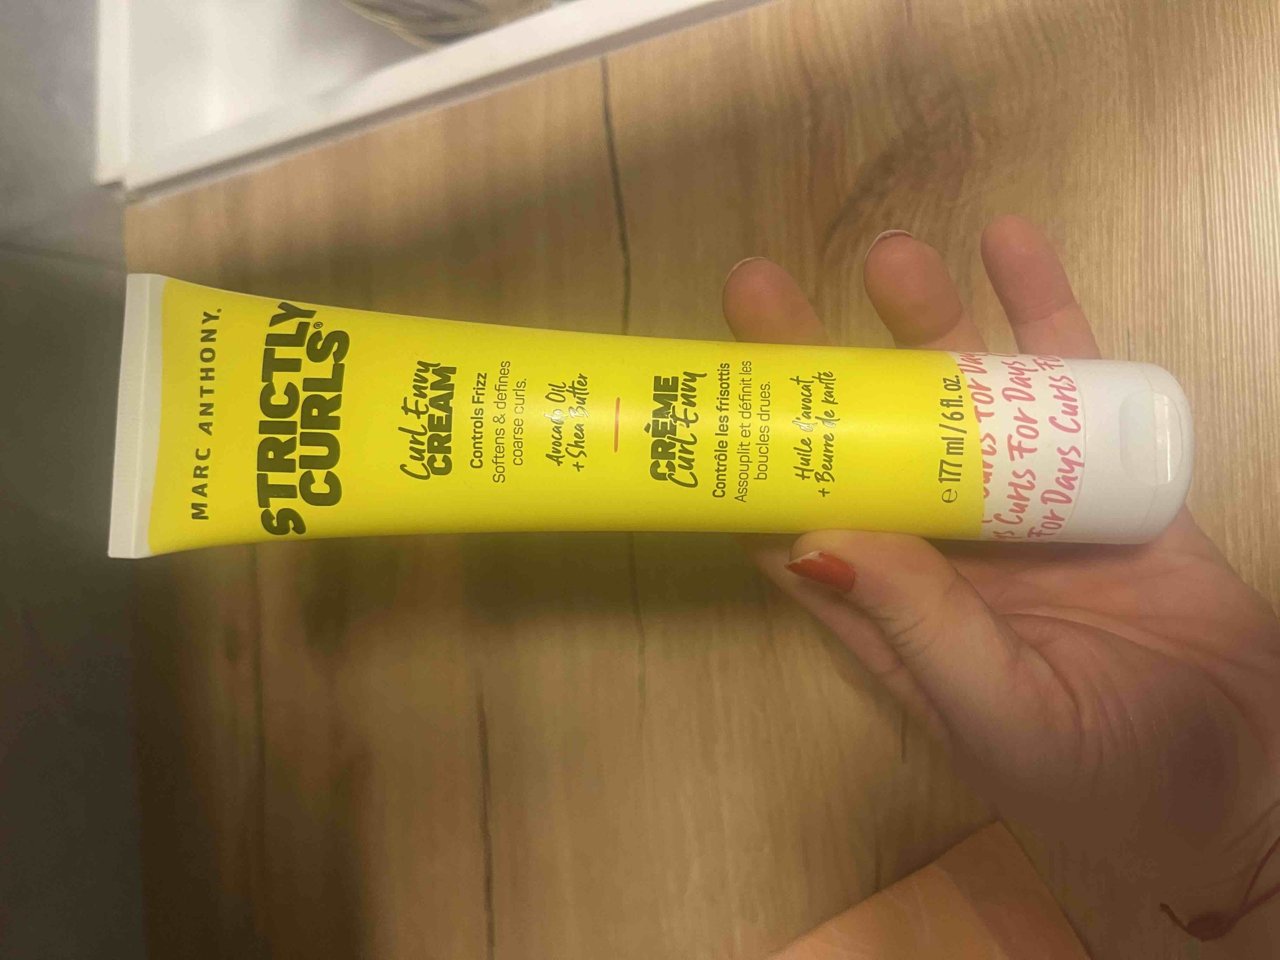 MARC ANTHONY.
STRICTLY
CURLS®
Curl Envy
CREAM
Controls Frizz
Softens & defines
coarse curls.
Avocado Oil
+ Shea Butter
CRÈME
Curl Envy
Contrôle les frisottis
Assouplit et définit les
boucles drues.
Huile d'avocat
+ Beurre de karité
e 177 ml / 6 fl. oz.
Curls For Day
Curls For Days
For Days Curls Fo